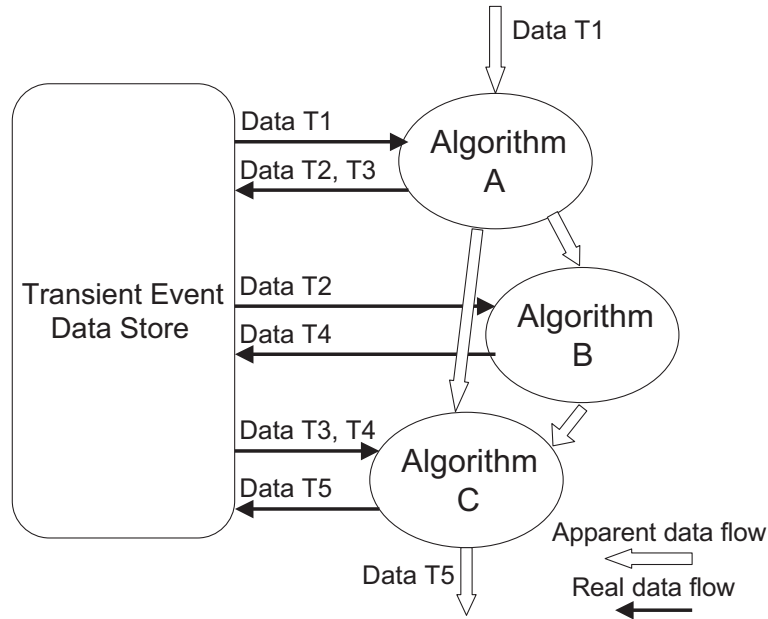 Data T1
Data T1
Algorithm
A
Data T2, T3
Transient Event
Data Store
Data T2
Algorithm
B
Data T4
Data T3, T4
Algorithm
C
Data T5
Apparent data flow
Data T5
Real data flow